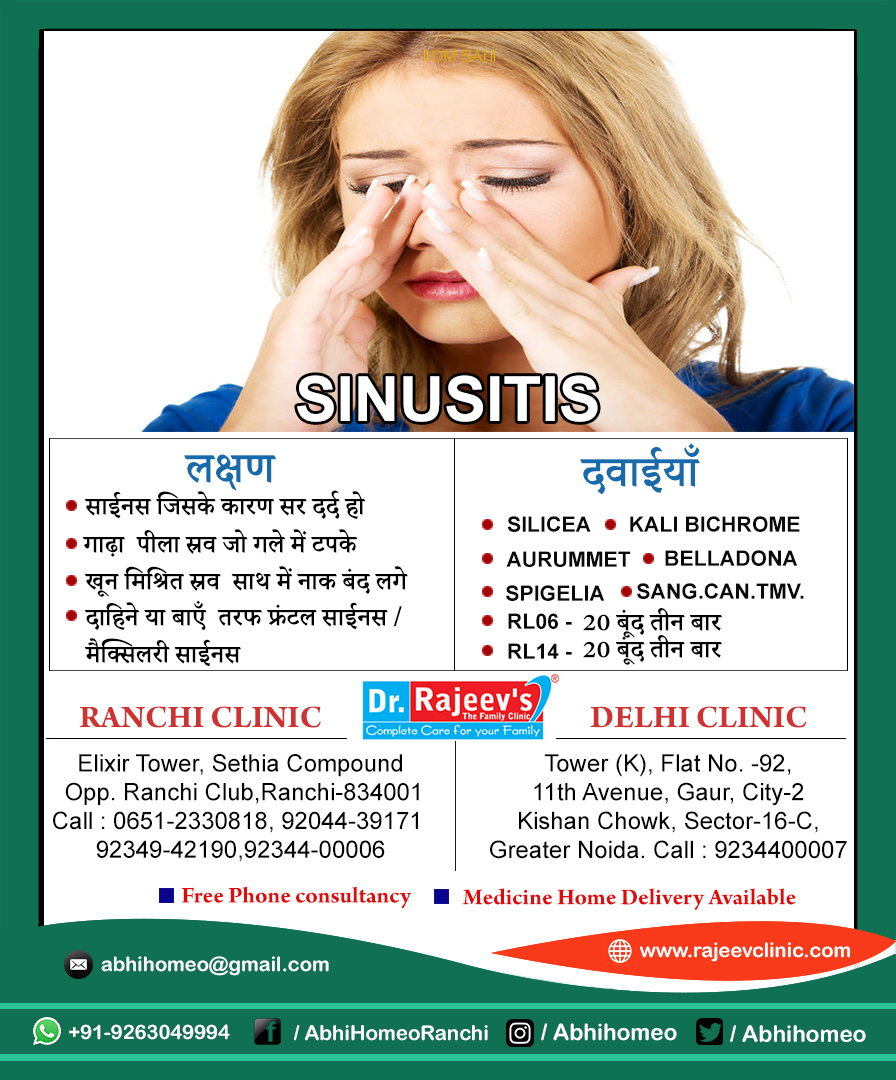 || OM SAI ||
SINUSITIS
लक्षण
साईनस जिसके कारण सर दर्द हो
गाढ़ा पीला स्रव जो गले में टपके
खून मिश्रित स्रव साथ में नाक बंद लगे
दाहिने या बाएँ तरफ फ्रंटल साईनस /
मैक्सिलरी साईनस
दवाईयाँ
SILICEA KALI BICHROME
AURUMMET BELLADONA
SPIGELIA SANG.CAN.TMV.
RL06 - 20 बूंद तीन बार
RL14 - 20 बूंद तीन बार
Dr. Rajeev's ®
The Family Clinic
Complete Care for your Family
RANCHI CLINIC
Elixir Tower, Sethia Compound
Opp. Ranchi Club,Ranchi-834001
Call : 0651-2330818, 92044-39171
92349-42190,92344-00006
DELHI CLINIC
Tower (K), Flat No. -92,
11th Avenue, Gaur, City-2
Kishan Chowk, Sector-16-C,
Greater Noida. Call : 9234400007
Free Phone consultancy Medicine Home Delivery Available
www.rajeevclinic.com
abhihomeo@gmail.com
+91-9263049994 / AbhiHomeoRanchi / Abhihomeo / Abhihomeo